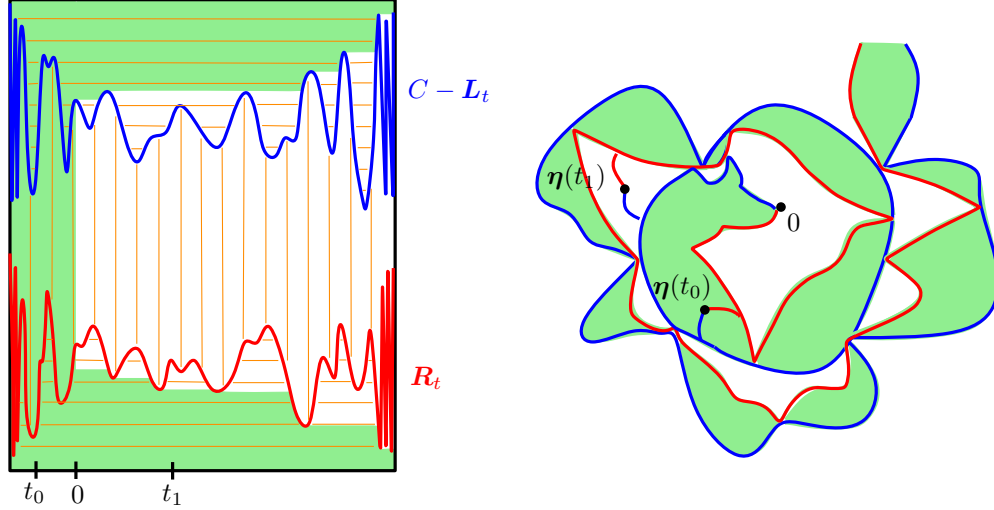 C − L_t
R_t
t_0
0
t_1
η(t_1)
0
η(t_0)